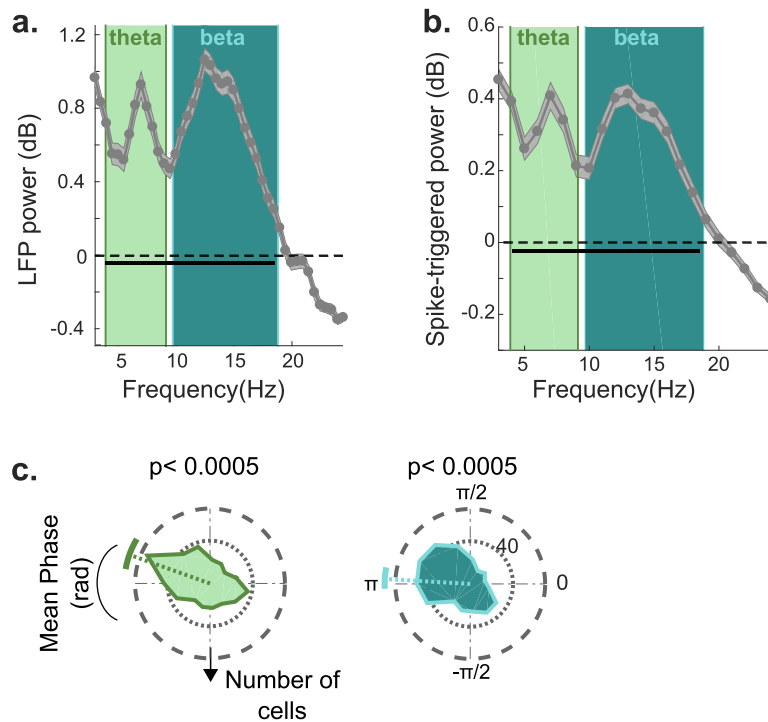 a.
theta
beta
1.2
0.8
0.4
0
-0.4
LFP power (dB)
5
10
15
20
Frequency(Hz)
b.
theta
beta
0.6
0.4
0.2
0
-0.2
Spike-triggered power (dB)
5
10
15
20
Frequency(Hz)
c.
p< 0.0005
Mean Phase
(rad)
Number of
cells
p< 0.0005
π/2
40
π
0
-π/2